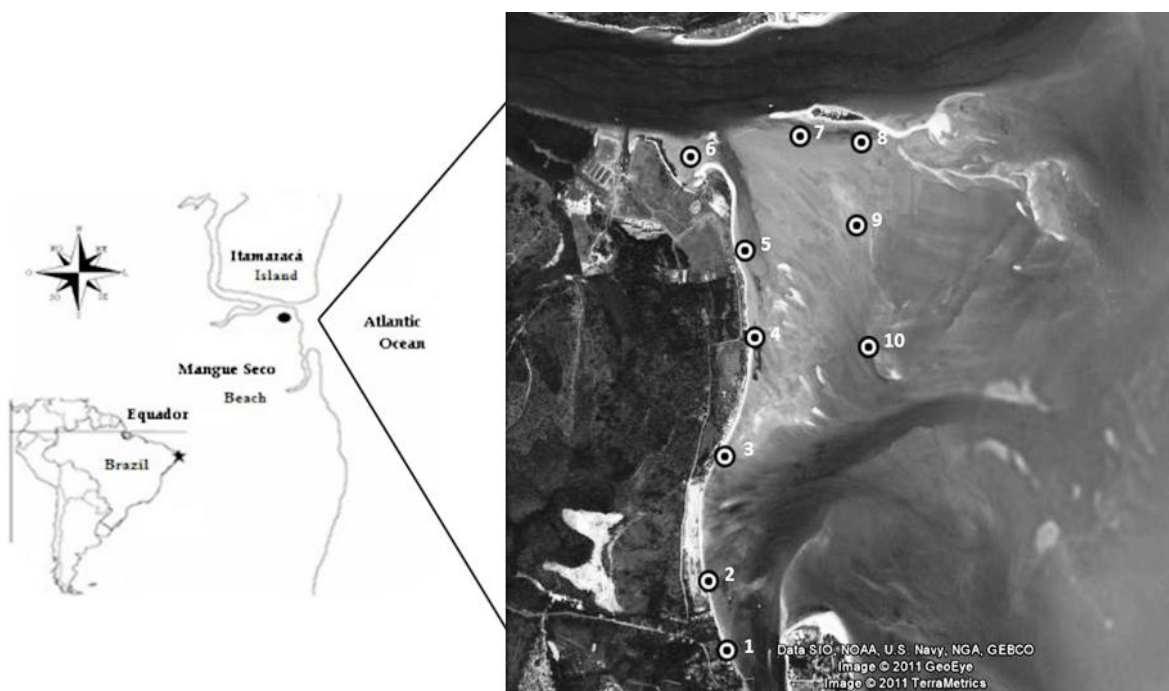 Itamaracá
Island
Atlantic
Ocean
Mangue Seco
Beach
Equador
Brazil
N
S
6
7
8
9
5
4
10
3
2
1
Data SIO, NOAA, U.S. Navy, NGA, GEBCO
Image © 2011 GeoEye
Image © 2011 TerraMetrics